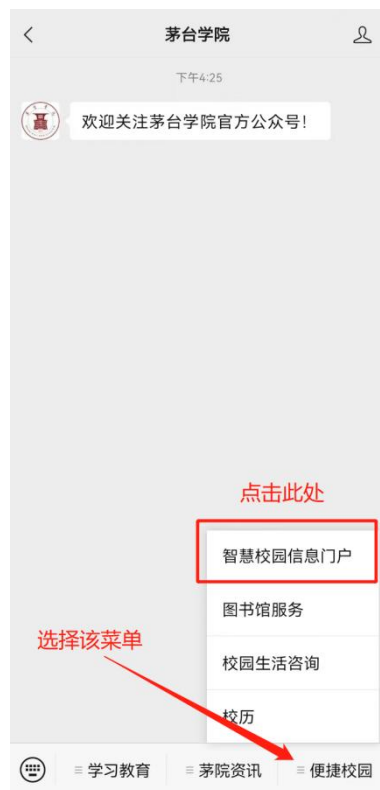 茅台学院
下午4:25
欢迎关注茅台学院官方公众号！
点击此处
智慧校园信息门户
图书馆服务
选择该菜单
校园生活咨询
校历
学习教育 茅院资讯 便捷校园